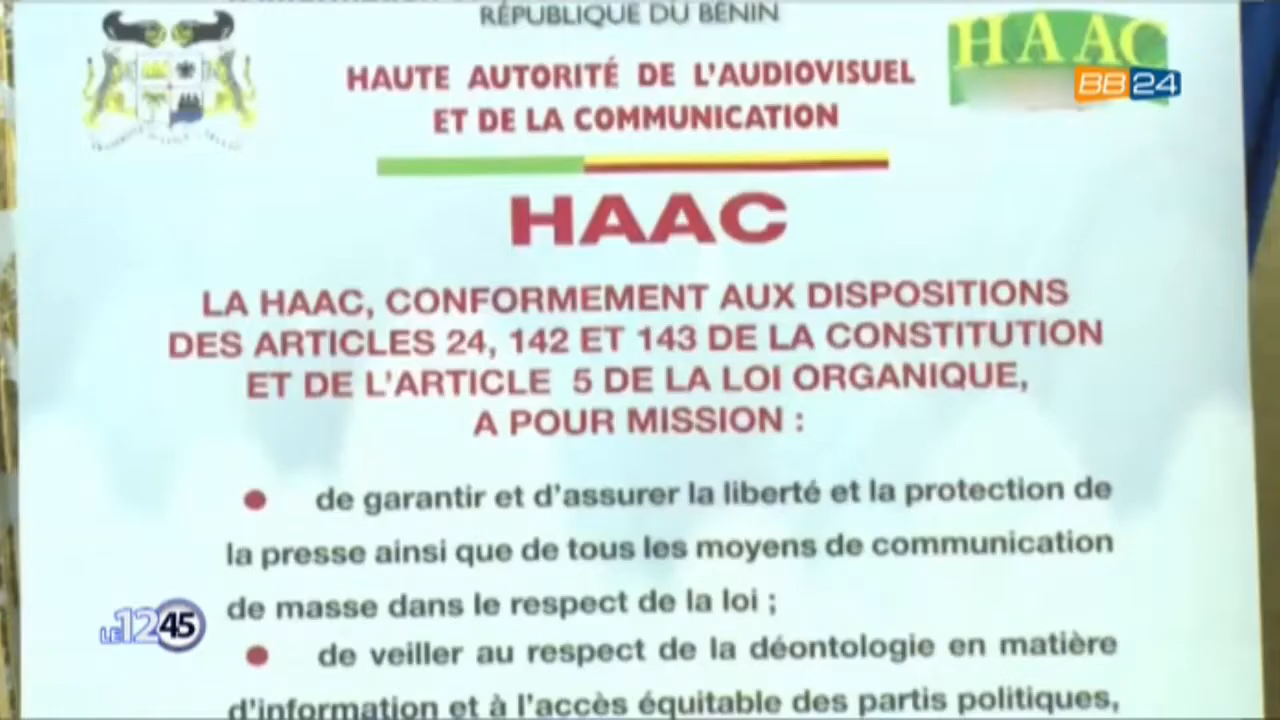 RÉPUBLIQUE DU BENIN
HAAC
BB24
HAUTE AUTORITÉ DE L'AUDIOVISUEL
ET DE LA COMMUNICATION
HAAC
LA HAAC, CONFORMEMENT AUX DISPOSITIONS
DES ARTICLES 24, 142 ET 143 DE LA CONSTITUTION
ET DE L'ARTICLE 5 DE LA LOI ORGANIQUE,
A POUR MISSION :
de garantir et d'assurer la liberté et la protection de
la presse ainsi que de tous les moyens de communication
de masse dans le respect de la loi ;
LE 12 45
de veiller au respect de la déontologie en matière
d'information et à l'accès équitable des partis politiques,